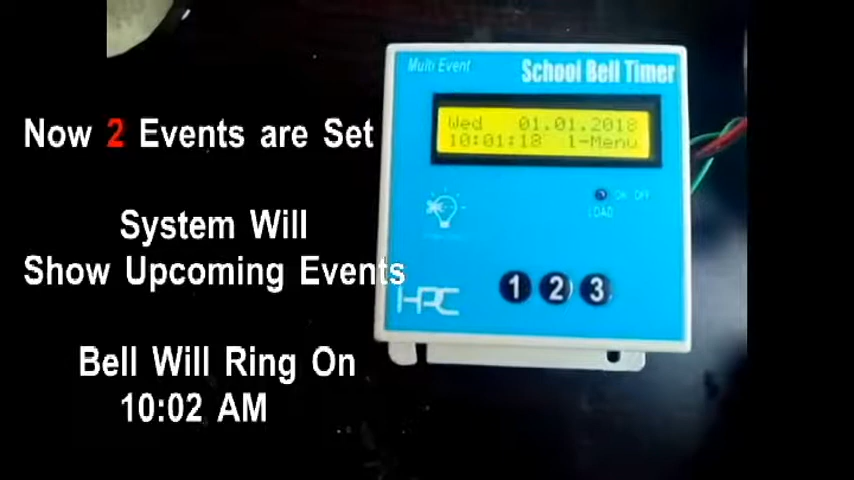 Now 2 Events are Set
System Will
Show Upcoming Events
Bell Will Ring On
10:02 AM
Multi Event
School Bell Timer
Wed 01.01.2018
10:01:18 1-Menu
ON OFF
LOAD
HPC
1 2 3